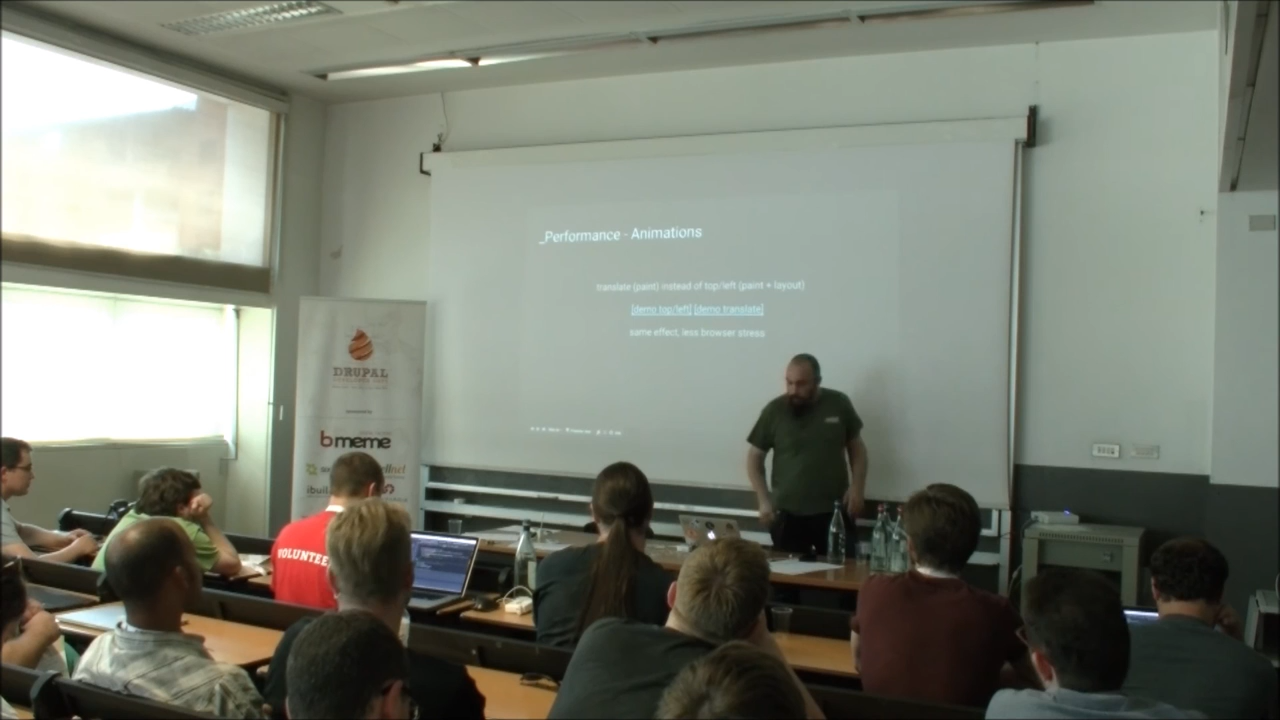 _Performance - Animations
translate (paint) instead of top/left (paint + layout)
[demo top/left] [demo translate]
same effect, less browser stress
DRUPAL
bmeme
VOLUNTEE